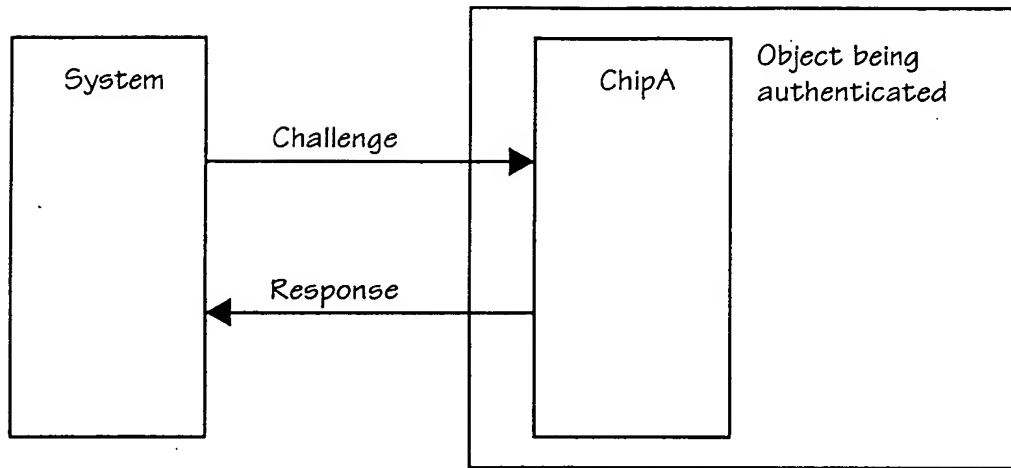 System
ChipA
Object being
authenticated
Challenge
Response